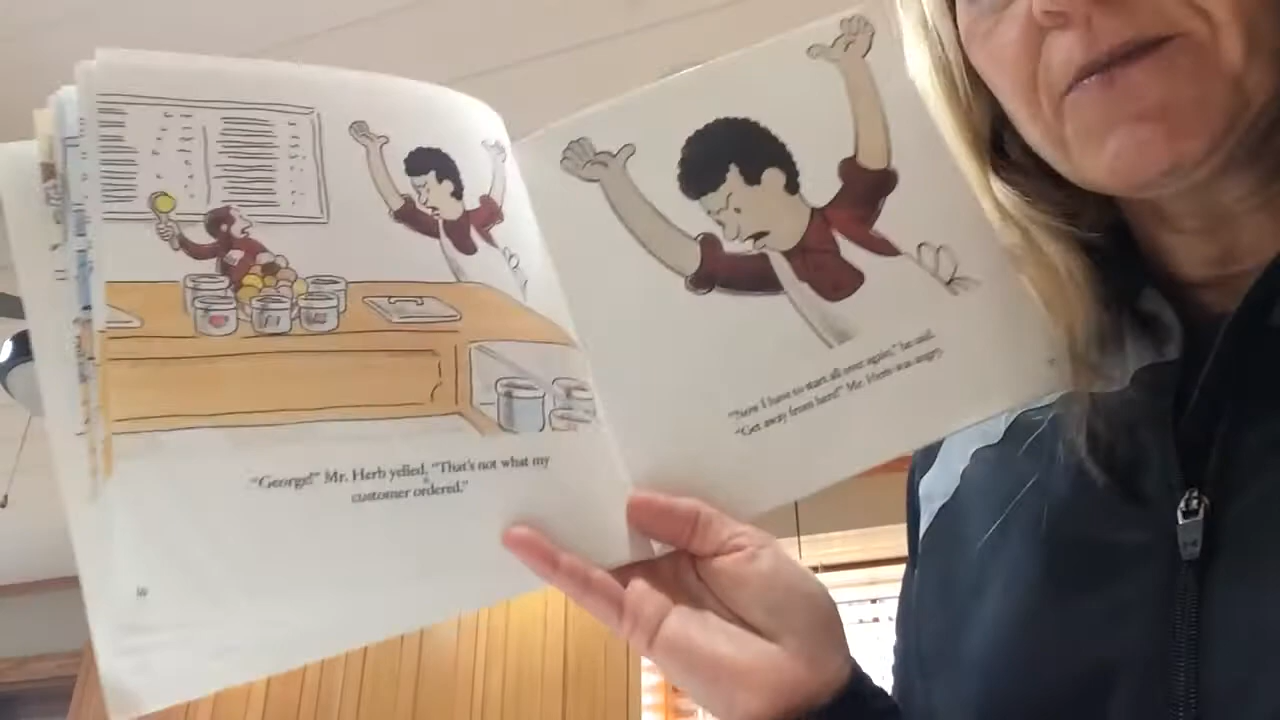 "George!" Mr. Herb yelled. "That's not what my
customer ordered."
"Now I have to start all over again," he said.
"Get away from here!" Mr. Herb was angry.